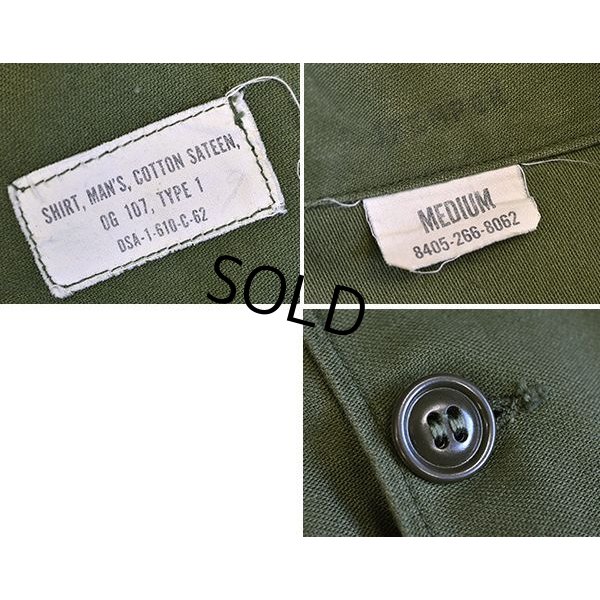 SHIRT, MAN'S, COTTON SATEEN,
OG 107, TYPE 1
DSA-1-610-C-62
MEDIUM
8405-266-8062
SOLD